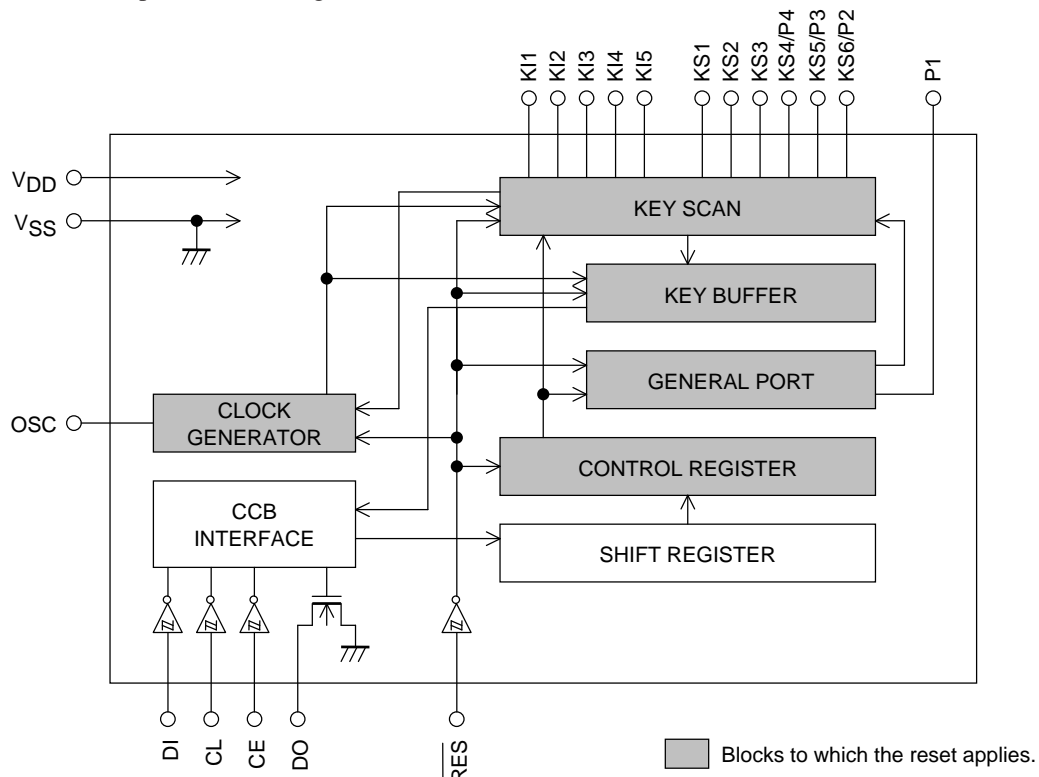 KI1
KI2
KI3
KI4
KI5
KS1
KS2
KS3
KS4/P4
KS5/P3
KS6/P2
P1
VDD
VSS
KEY SCAN
KEY BUFFER
GENERAL PORT
OSC
CLOCK
GENERATOR
CONTROL REGISTER
CCB
INTERFACE
SHIFT REGISTER
DI
CL
CE
DO
RES
Blocks to which the reset applies.